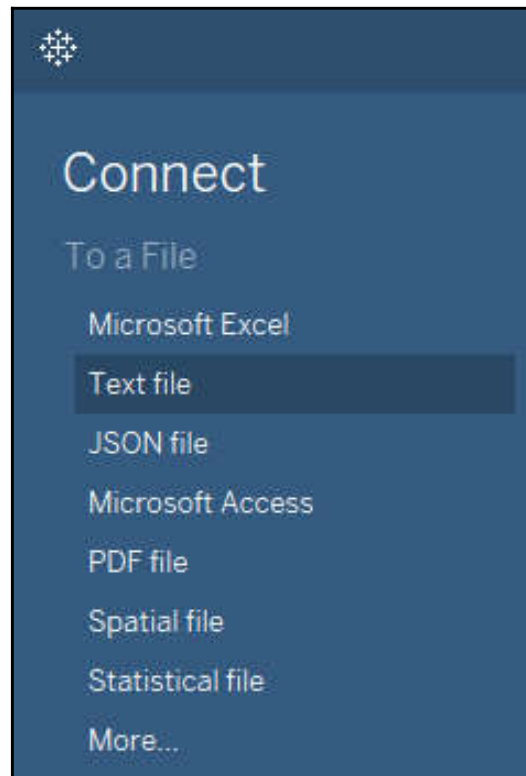 Connect
To a File
Microsoft Excel
Text file
JSON file
Microsoft Access
PDF file
Spatial file
Statistical file
More...